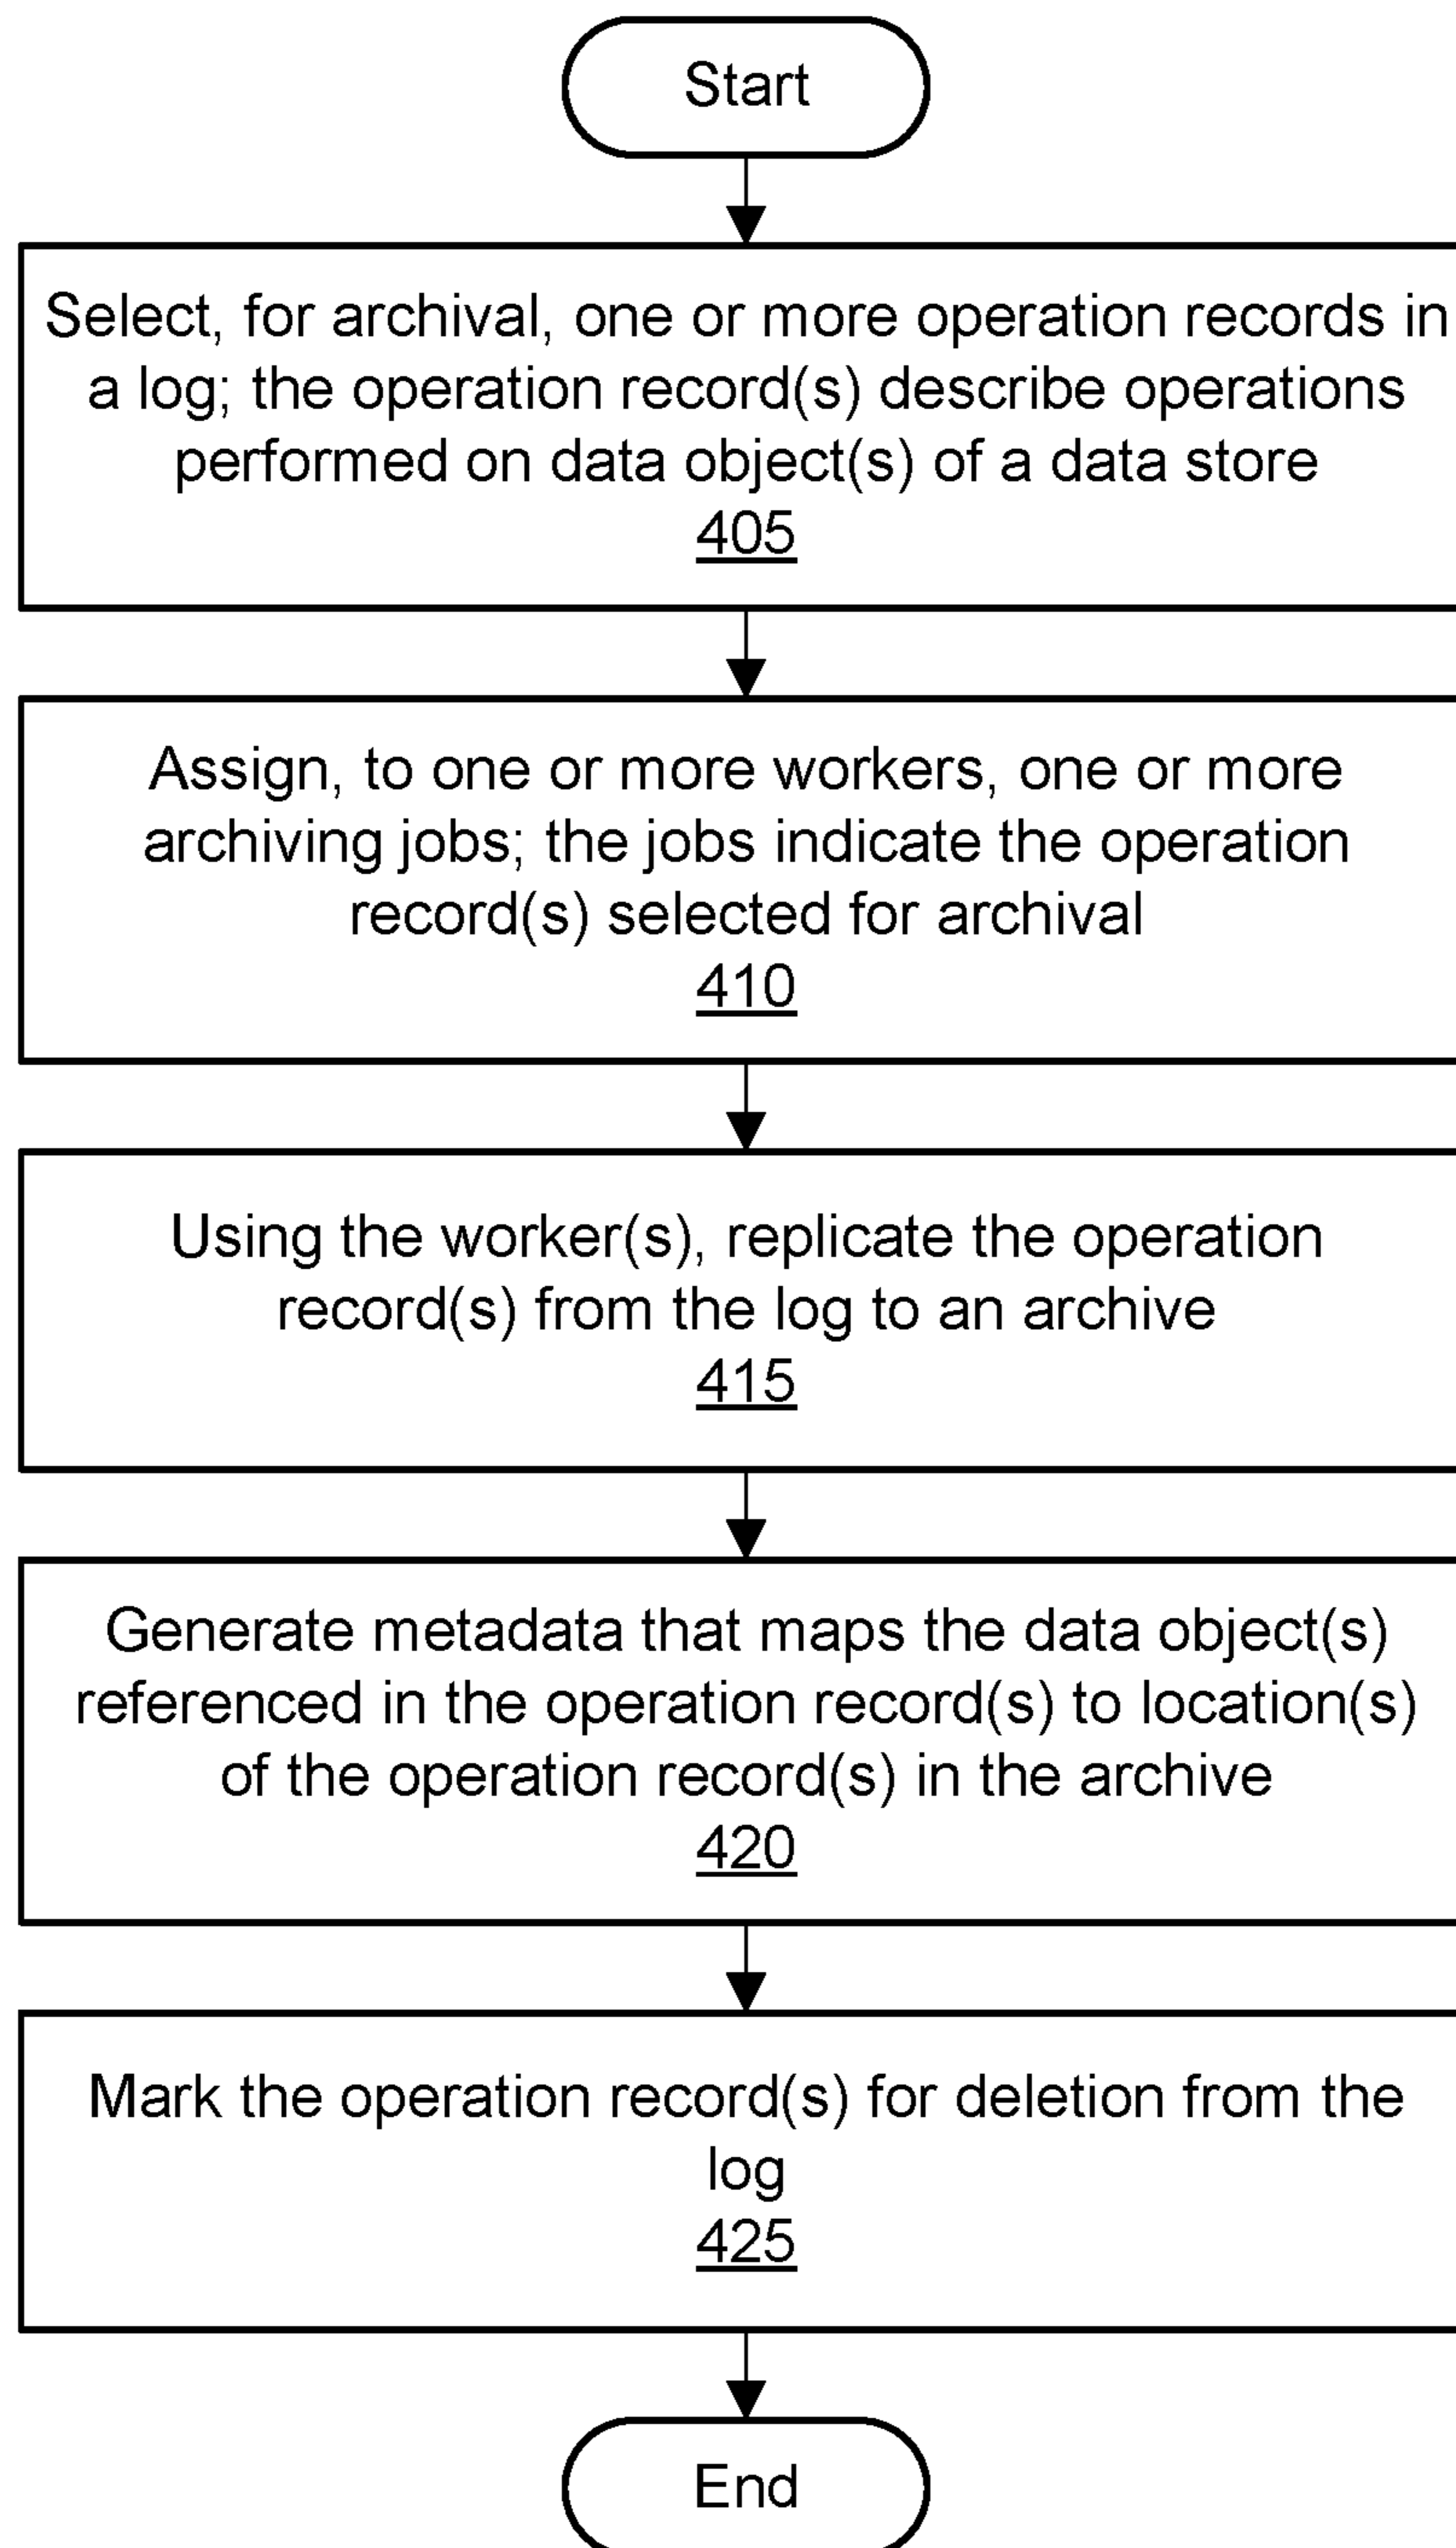 Start
Select, for archival, one or more operation records in
a log; the operation record(s) describe operations
performed on data object(s) of a data store
405
Assign, to one or more workers, one or more
archiving jobs; the jobs indicate the operation
record(s) selected for archival
410
Using the worker(s), replicate the operation
record(s) from the log to an archive
415
Generate metadata that maps the data object(s)
referenced in the operation record(s) to location(s)
of the operation record(s) in the archive
420
Mark the operation record(s) for deletion from the
log
425
End